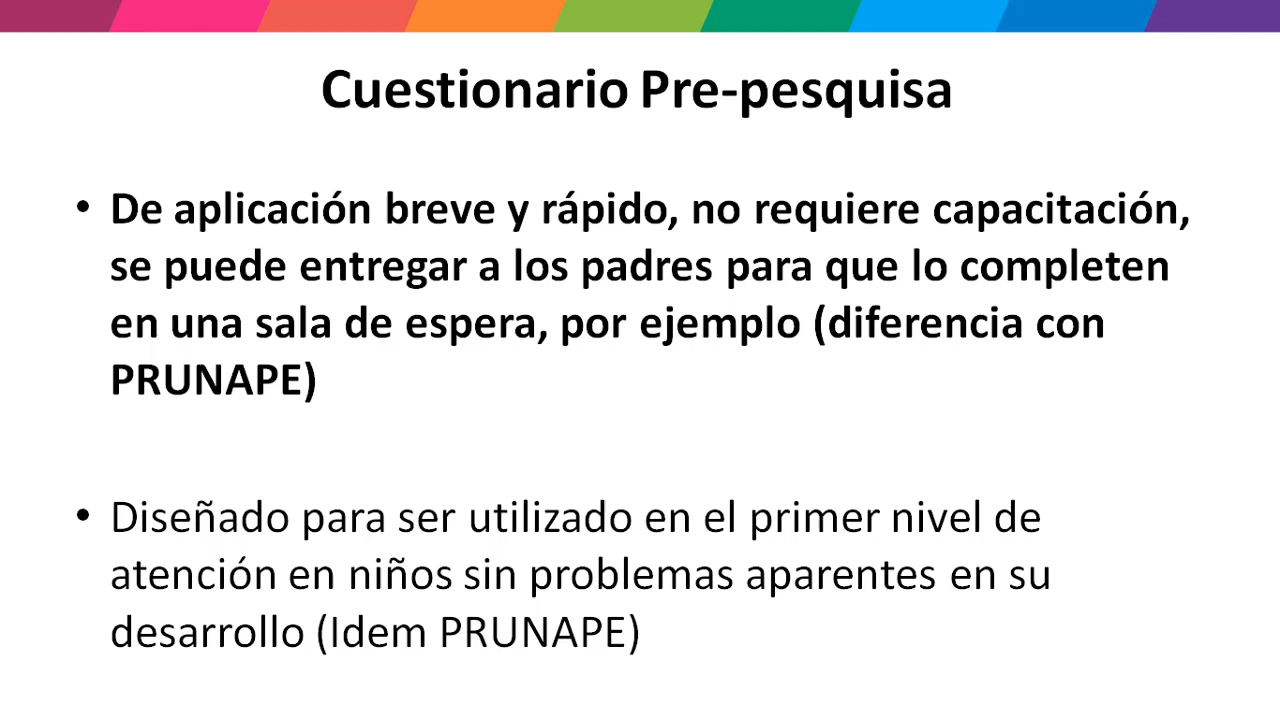 Cuestionario Pre-pesquisa
• De aplicación breve y rápido, no requiere capacitación,
se puede entregar a los padres para que lo completen
en una sala de espera, por ejemplo (diferencia con
PRUNAPE)
• Diseñado para ser utilizado en el primer nivel de
atención en niños sin problemas aparentes en su
desarrollo (Idem PRUNAPE)